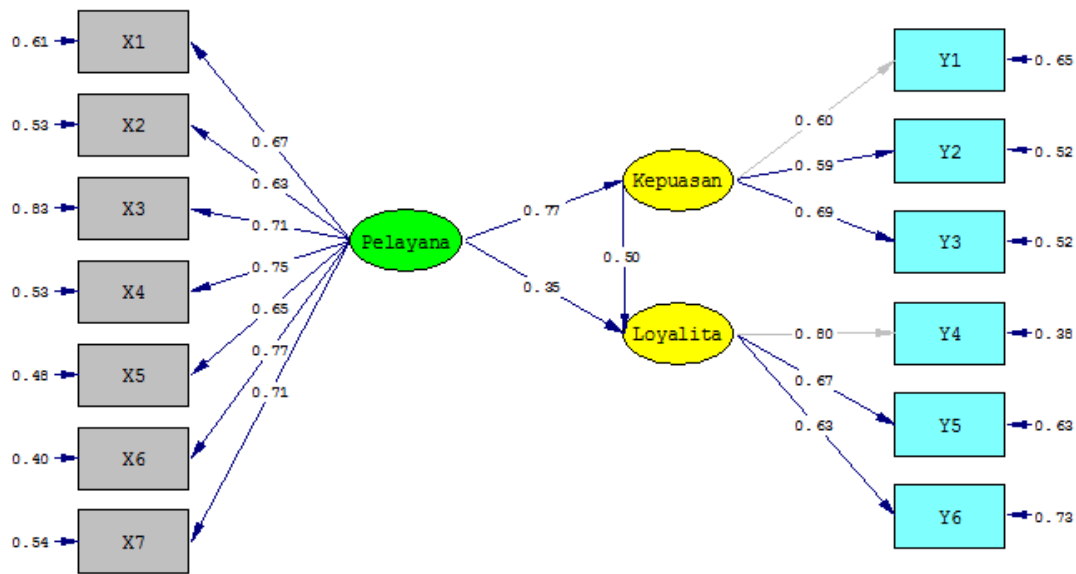 0.61 X1
0.53 X2
0.83 X3
0.53 X4
0.48 X5
0.40 X6
0.54 X7
0.67
0.63
0.71
0.75
0.65
0.77
0.71
Pelayana
0.77
0.35
Kepuasan
0.50
Loyalita
0.60
0.59
0.69
0.80
0.67
0.63
Y1 0.65
Y2 0.52
Y3 0.52
Y4 0.38
Y5 0.63
Y6 0.73